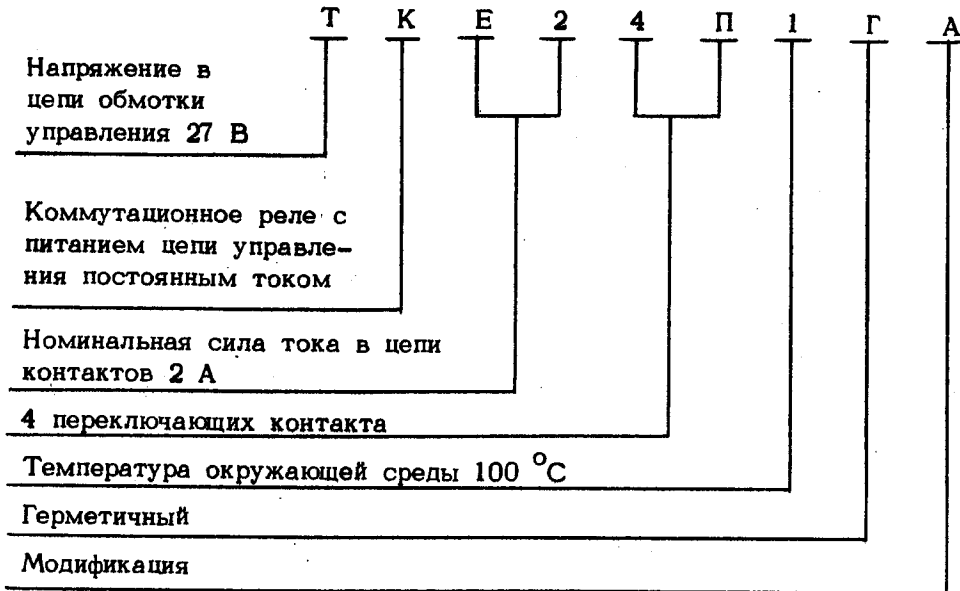 Т К Е 2 4 П 1 Г А
Напряжение в
цепи обмотки
управления 27 В
Коммутационное реле с
питанием цепи управле-
ния постоянным током
Номинальная сила тока в цепи
контактов 2 А
4 переключающих контакта
Температура окружающей среды 100 °С
Герметичный
Модификация